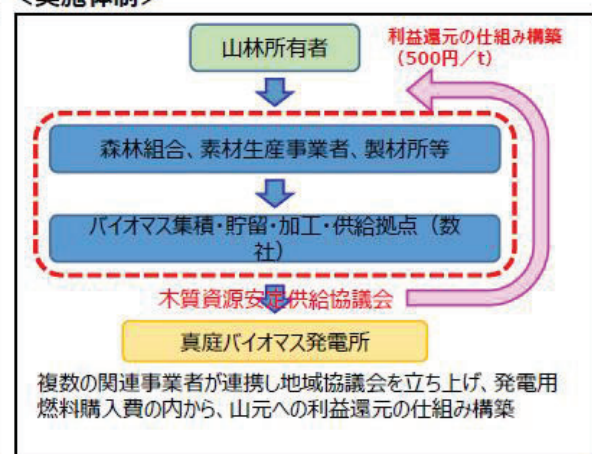 <実施体制>
山林所有者
利益還元の仕組み構築
（500円／t）
森林組合、素材生産事業者、製材所等
バイオマス集積・貯留・加工・供給拠点（数
社）
木質資源安定供給協議会
真庭バイオマス発電所
複数の関連事業者が連携し地域協議会を立ち上げ、発電用
燃料購入費の内から、山元への利益還元の仕組み構築